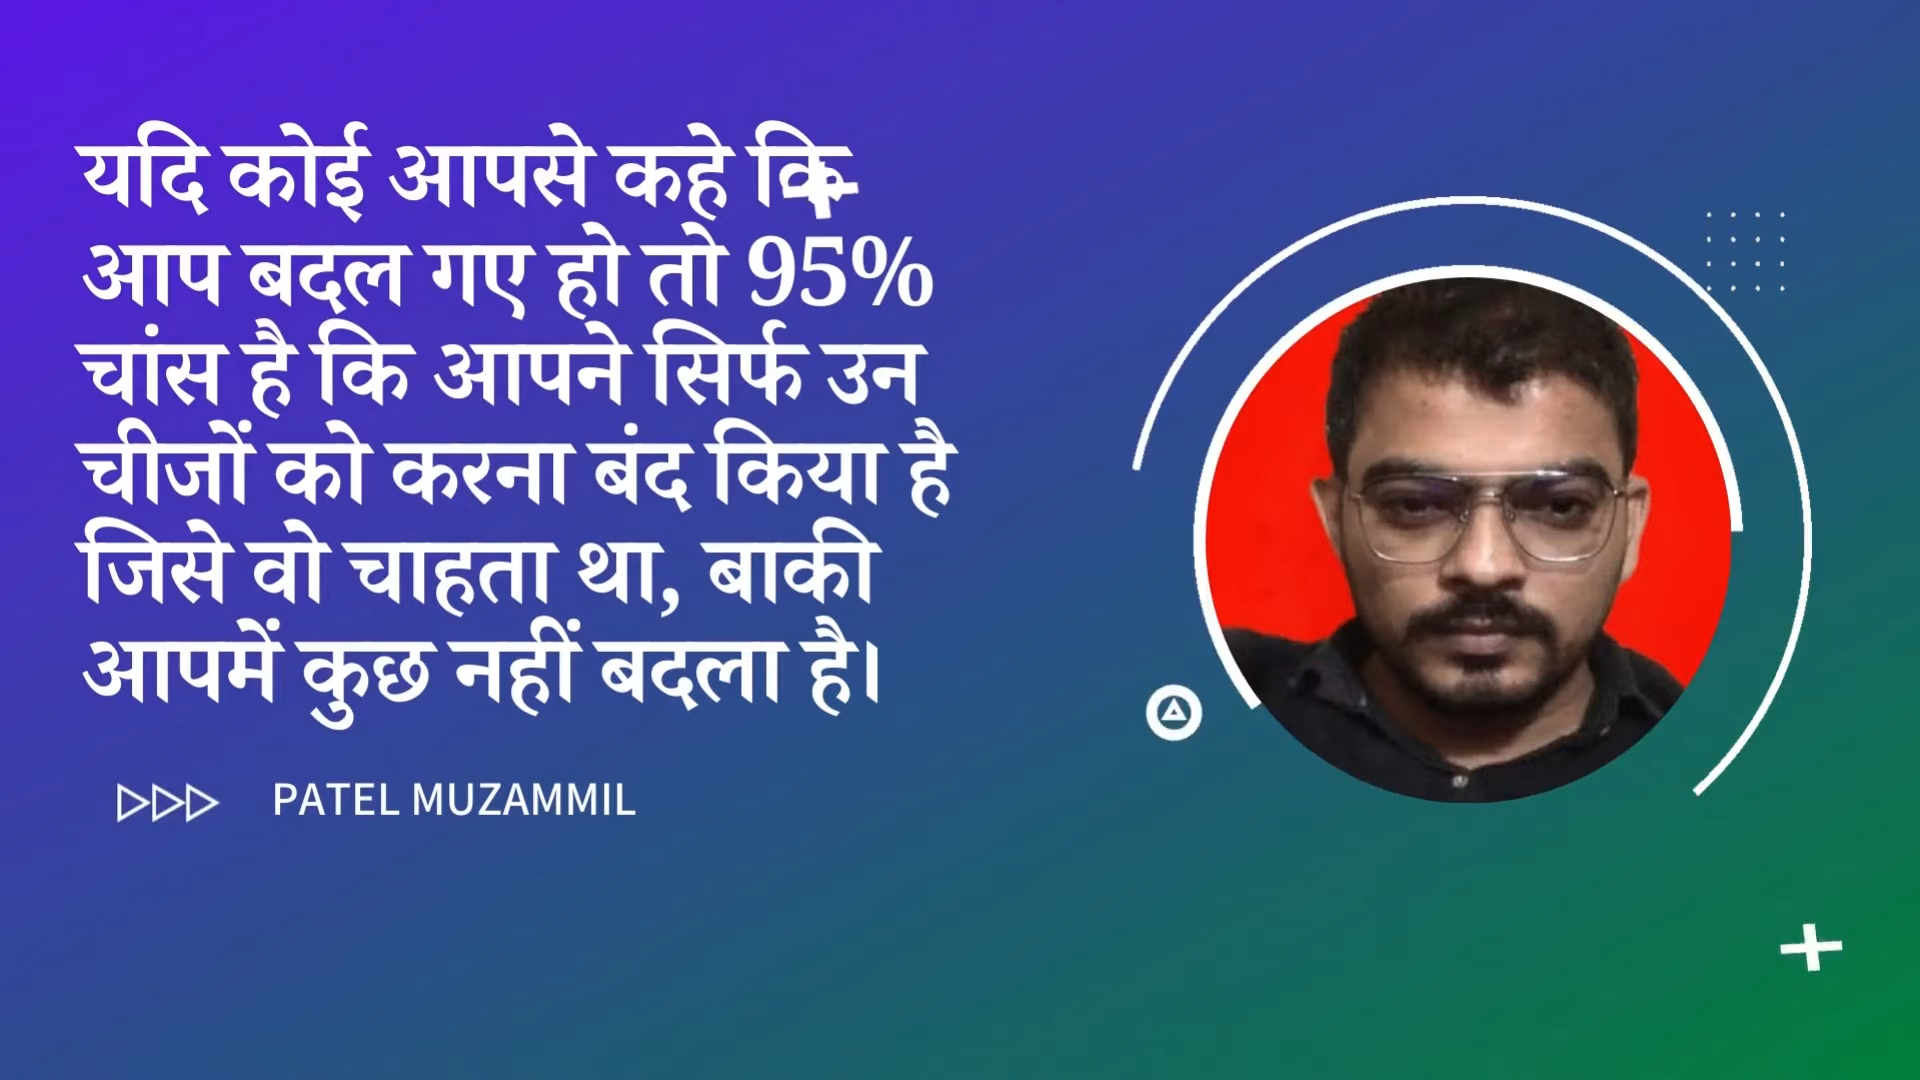 यदि कोई आपसे कहे कि
आप बदल गए हो तो 95%
चांस है कि आपने सिर्फ उन
चीजों को करना बंद किया है
जिसे वो चाहता था, बाकी
आपमें कुछ नहीं बदला है।
PATEL MUZAMMIL